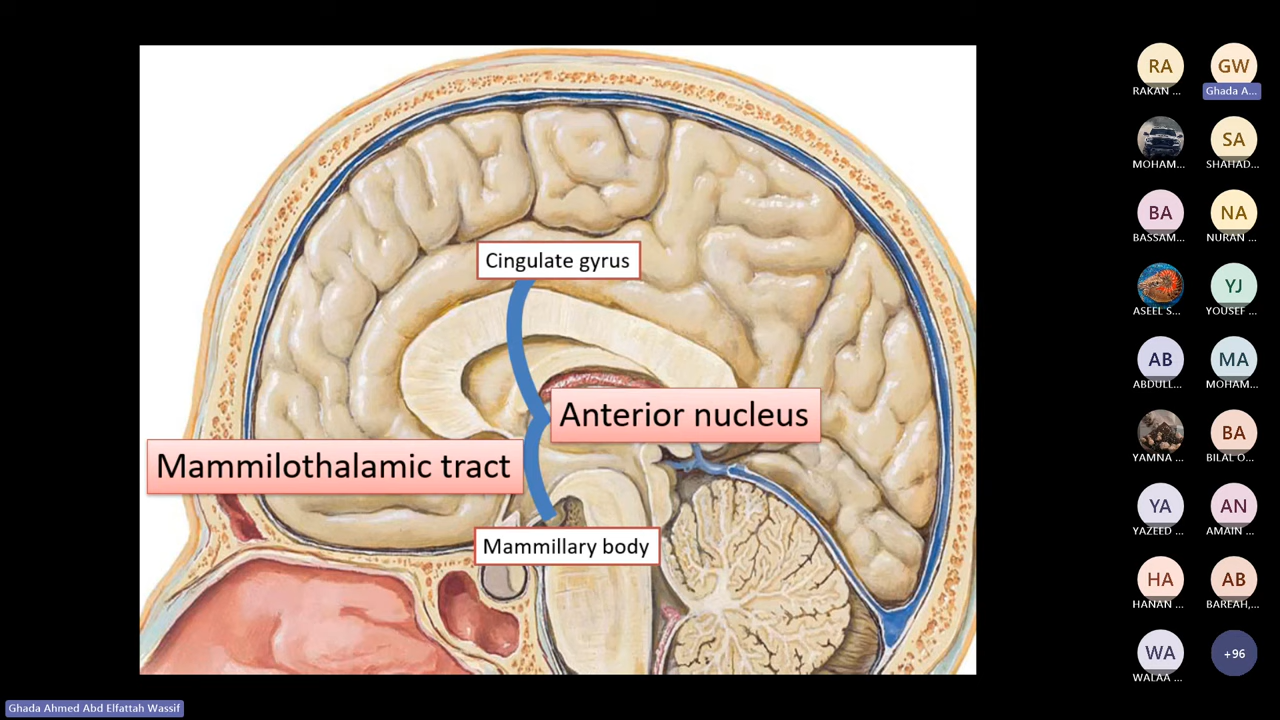 Cingulate gyrus
Anterior nucleus
Mammilothalamic tract
Mammillary body
RA
GW
RAKAN ...
Ghada A...
SA
MOHAM...
SHAHAD...
BA
NA
BASSAM...
NURAN ...
YJ
ASEEL S...
YOUSEF ...
AB
MA
ABDULL...
MOHAM...
BA
YAMNA ...
BILAL O...
YA
AN
YAZEED ...
AMAIN ...
HA
AB
HANAN ...
BAREAH,...
WA
+96
WALAA ...
Ghada Ahmed Abd Elfattah Wassif